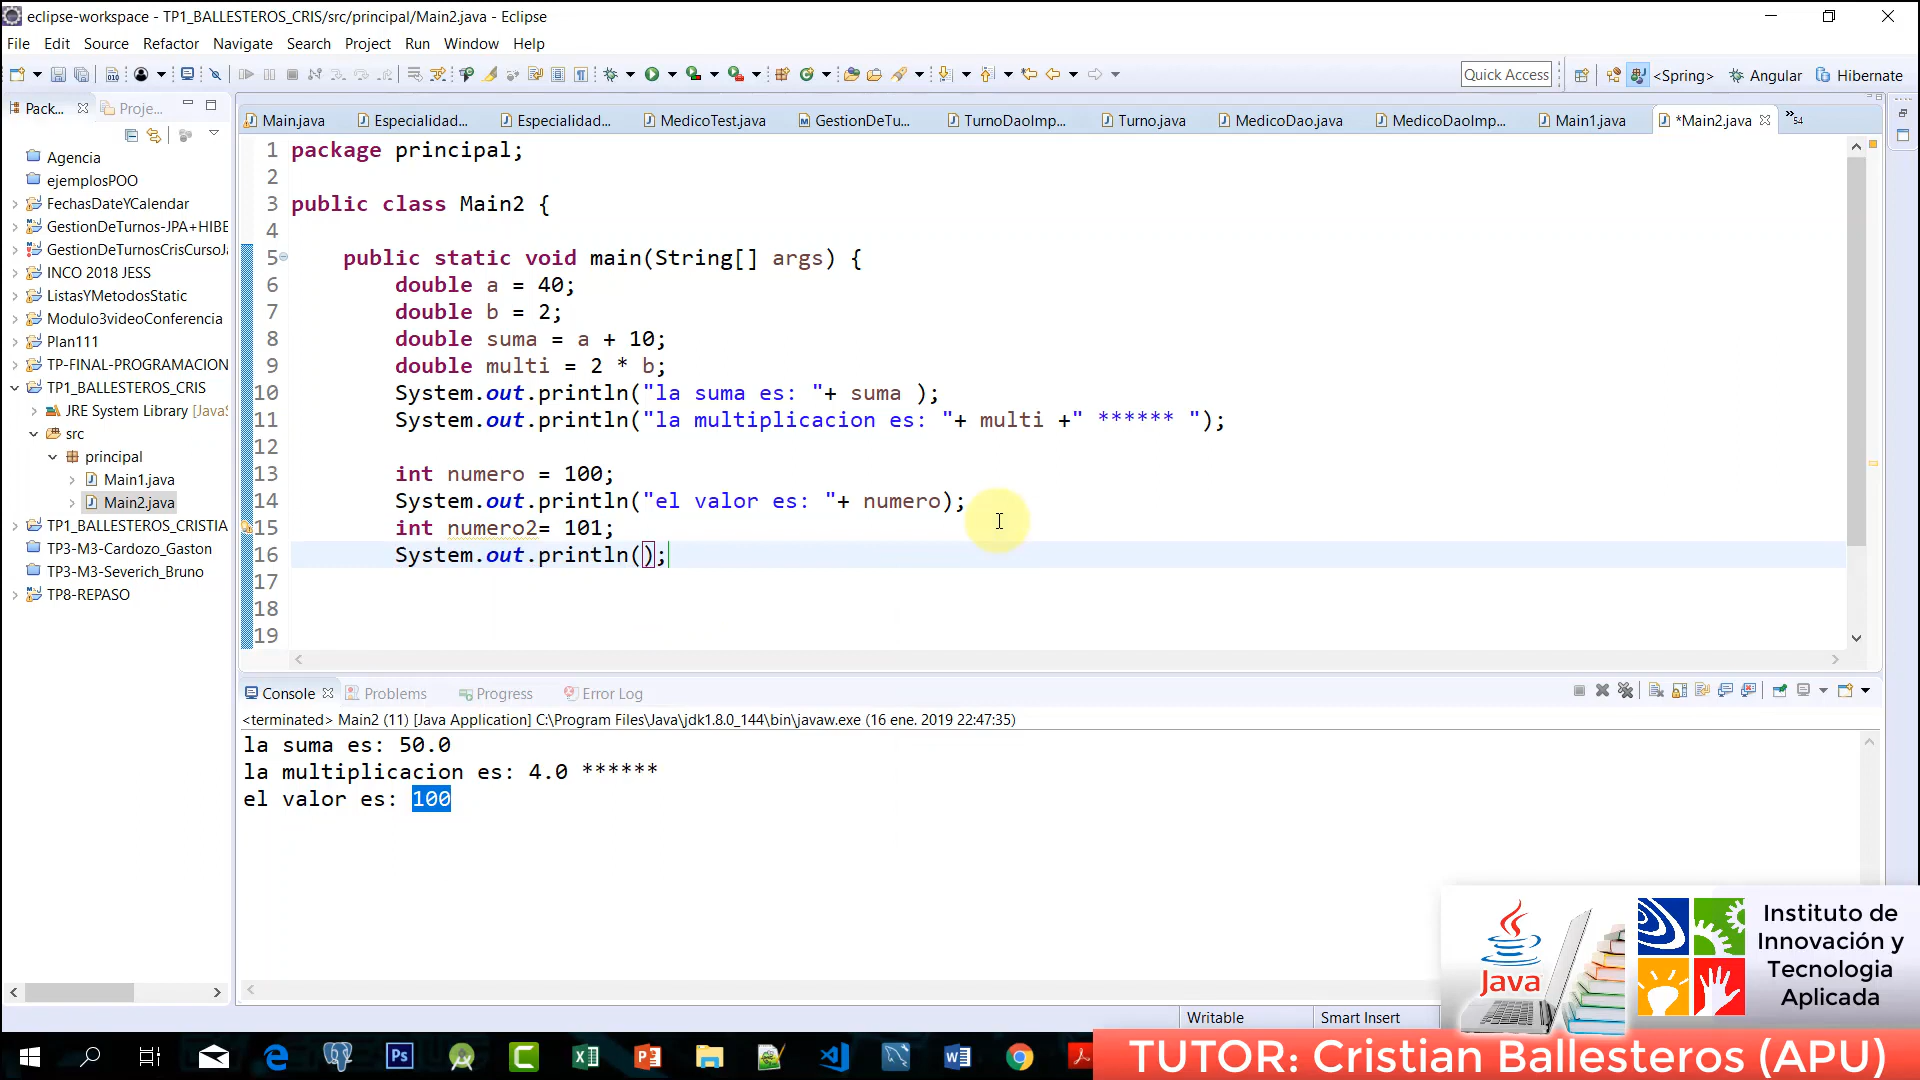 eclipse-workspace - TP1_BALLESTEROS_CRIS/src/principal/Main2.java - Eclipse
File Edit Source Refactor Navigate Search Project Run Window Help
Quick Access
<Spring> Angular Hibernate
Pack... Proje...
Main.java Especialidad... Especialidad... MedicoTest.java GestionDeTu... TurnoDaoImp... Turno.java MedicoDao.java MedicoDaoImp... Main1.java *Main2.java »54
Agencia
ejemplosPOO
FechasDateYCalendar
GestionDeTurnos-JPA+HIBE
GestionDeTurnosCrisCursoJa
INCO 2018 JESS
ListasYMetodosStatic
Modulo3videoConferencia
Plan111
TP-FINAL-PROGRAMACION
TP1_BALLESTEROS_CRIS
JRE System Library [JavaS
src
principal
Main1.java
Main2.java
TP1_BALLESTEROS_CRISTIA
TP3-M3-Cardozo_Gaston
TP3-M3-Severich_Bruno
TP8-REPASO
1 package principal;
2
3 public class Main2 {
4
5 public static void main(String[] args) {
6 double a = 40;
7 double b = 2;
8 double suma = a + 10;
9 double multi = 2 * b;
10 System.out.println("la suma es: "+ suma );
11 System.out.println("la multiplicacion es: "+ multi +" ****** ");
12
13 int numero = 100;
14 System.out.println("el valor es: "+ numero);
15 int numero2= 101;
16 System.out.println();
17
18
19
Console Problems Progress Error Log
<terminated> Main2 (11) [Java Application] C:\Program Files\Java\jdk1.8.0_144\bin\javaw.exe (16 ene. 2019 22:47:35)
la suma es: 50.0
la multiplicacion es: 4.0 ******
el valor es: 100
Writable Smart Insert
Java
Instituto de
Innovación y
Tecnologia
Aplicada
TUTOR: Cristian Ballesteros (APU)